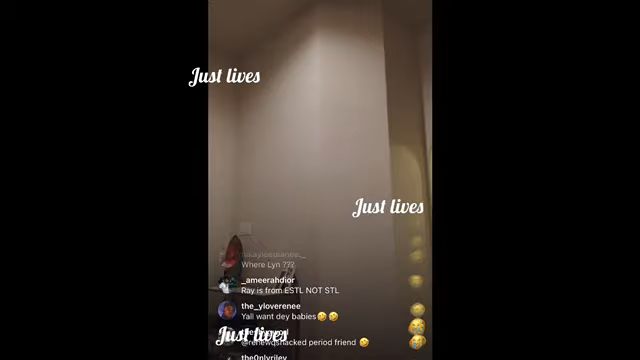 Just lives
Just lives
Where Lyn ???
_ameerahdior
Ray is from ESTL NOT STL
the_yloverenee
Yall want dey babies🤣🤣
Just lives
@renewqshacked period friend 🤣
the0nlyriley